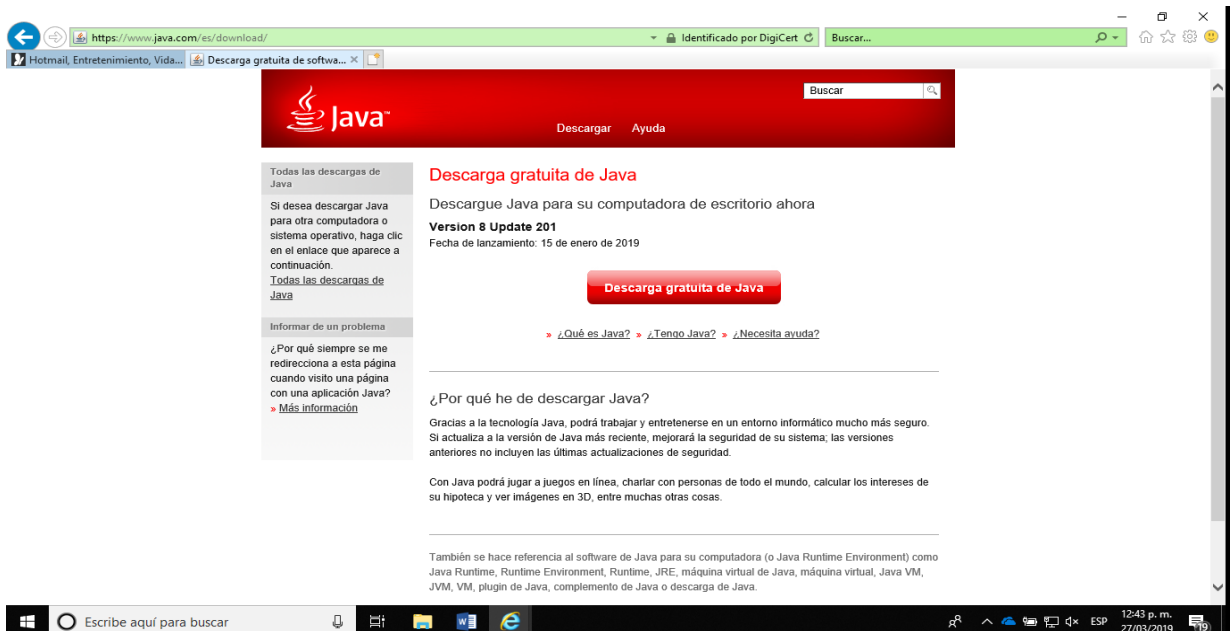 https://www.java.com/es/download/
Identificado por DigiCert
Buscar...
Hotmail, Entretenimiento, Vida...
Descarga gratuita de softwa...
Java™
Buscar
Descargar
Ayuda
Todas las descargas de
Java
Si desea descargar Java
para otra computadora o
sistema operativo, haga clic
en el enlace que aparece a
continuación.
Todas las descargas de
Java
Informar de un problema
¿Por qué siempre se me
redirecciona a esta página
cuando visito una página
con una aplicación Java?
» Más información
Descarga gratuita de Java
Descargue Java para su computadora de escritorio ahora
Version 8 Update 201
Fecha de lanzamiento: 15 de enero de 2019
Descarga gratuita de Java
» ¿Qué es Java? » ¿Tengo Java? » ¿Necesita ayuda?
¿Por qué he de descargar Java?
Gracias a la tecnología Java, podrá trabajar y entretenerse en un entorno informático mucho más seguro.
Si actualiza a la versión de Java más reciente, mejorará la seguridad de su sistema; las versiones
anteriores no incluyen las últimas actualizaciones de seguridad.
Con Java podrá jugar a juegos en línea, charlar con personas de todo el mundo, calcular los intereses de
su hipoteca y ver imágenes en 3D, entre muchas otras cosas.
También se hace referencia al software de Java para su computadora (o Java Runtime Environment) como
Java Runtime, Runtime Environment, Runtime, JRE, máquina virtual de Java, máquina virtual, Java VM,
JVM, VM, plugin de Java, complemento de Java o descarga de Java.
Escribe aquí para buscar
ESP
12:43 p. m.
27/03/2019
19